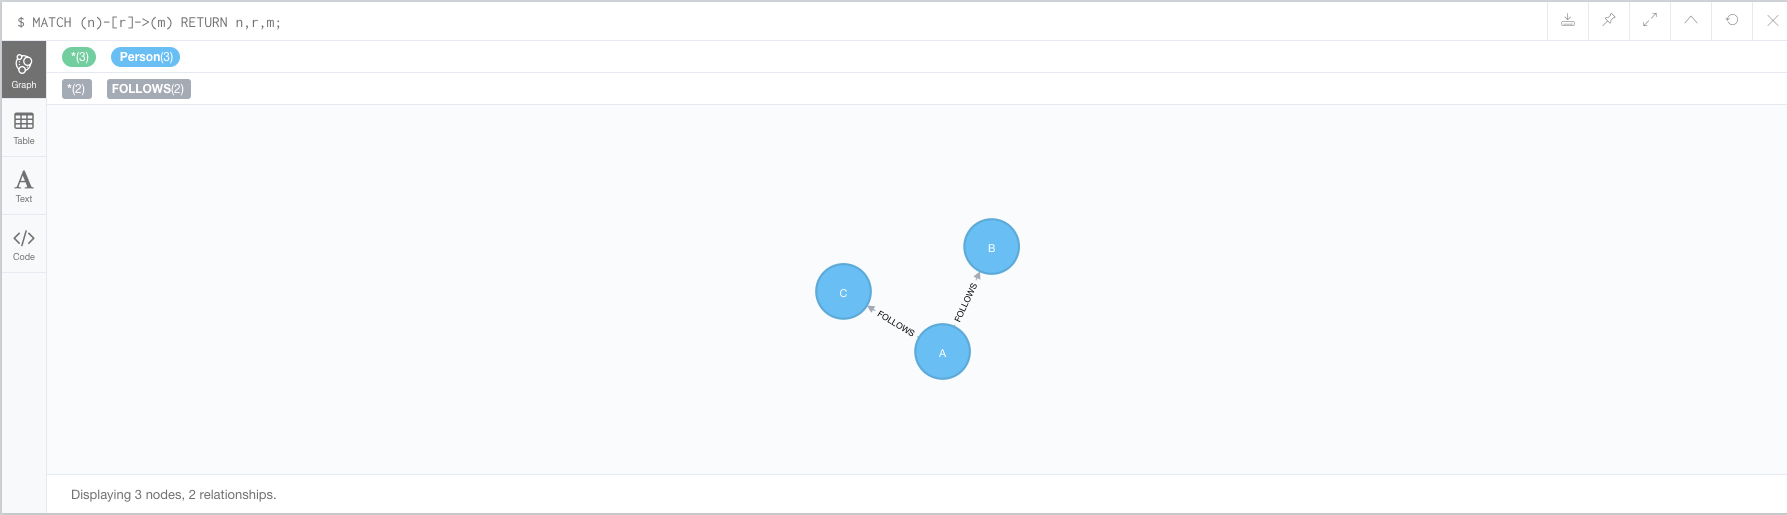 $ MATCH (n)-[r]->(m) RETURN n,r,m;
*(3) Person(3)
*(2) FOLLOWS(2)
Graph
Table
Text
Code
B
C
FOLLOWS
FOLLOWS
A
Displaying 3 nodes, 2 relationships.